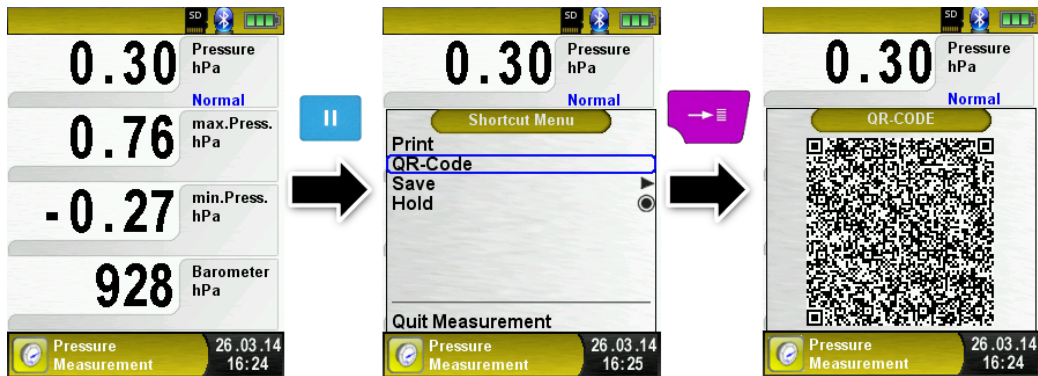 SD
0.30 Pressure
hPa
Normal
0.76 max.Press.
hPa
-0.27 min.Press.
hPa
928 Barometer
hPa
Pressure
Measurement
26.03.14
16:24
SD
0.30 Pressure
hPa
Normal
Shortcut Menu
Print
QR-Code
Save
Hold
Quit Measurement
Pressure
Measurement
26.03.14
16:25
SD
0.30 Pressure
hPa
Normal
QR-CODE
Pressure
Measurement
26.03.14
16:24